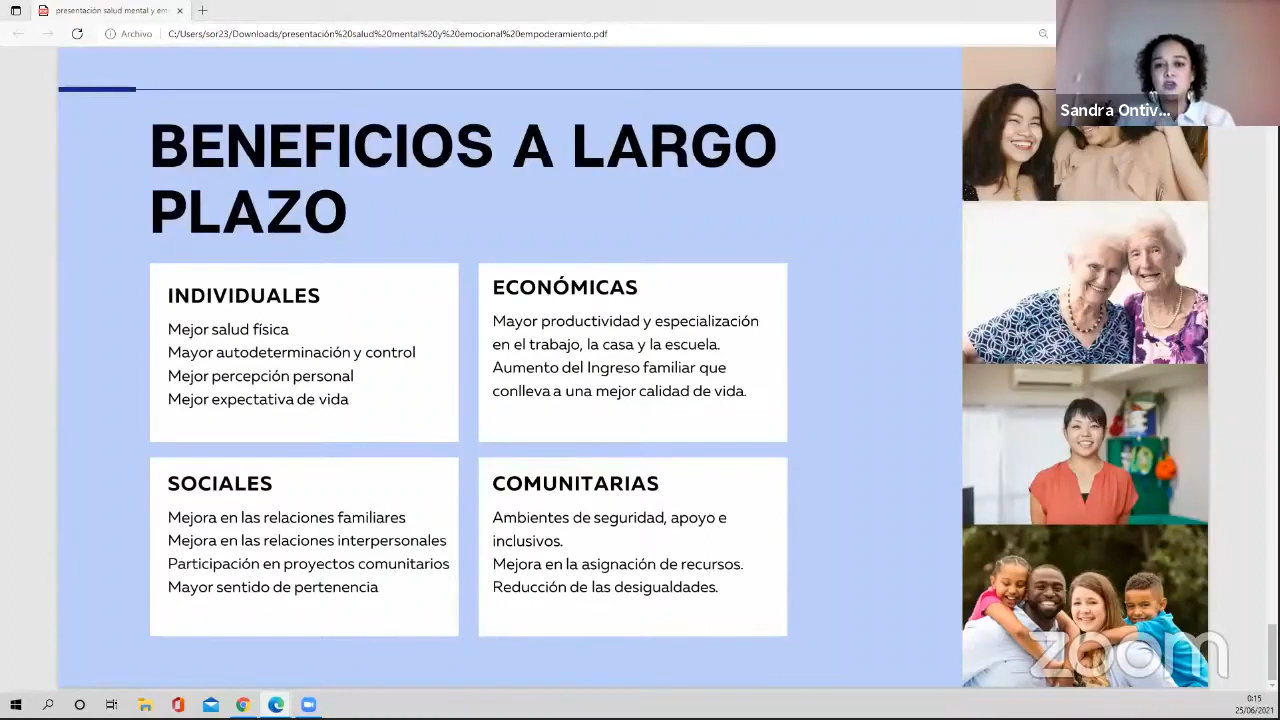 presentación salud mental y em
Archivo
C:/Users/sor23/Downloads/presentación%20salud%20mental%20y%20emocional%20empoderamiento.pdf
Sandra Ontiv...
BENEFICIOS A LARGO
PLAZO
INDIVIDUALES
Mejor salud física
Mayor autodeterminación y control
Mejor percepción personal
Mejor expectativa de vida
ECONÓMICAS
Mayor productividad y especialización
en el trabajo, la casa y la escuela.
Aumento del Ingreso familiar que
conlleva a una mejor calidad de vida.
SOCIALES
Mejora en las relaciones familiares
Mejora en las relaciones interpersonales
Participación en proyectos comunitarios
Mayor sentido de pertenencia
COMUNITARIAS
Ambientes de seguridad, apoyo e
inclusivos.
Mejora en la asignación de recursos.
Reducción de las desigualdades.
zoom
0:15
25/06/2021